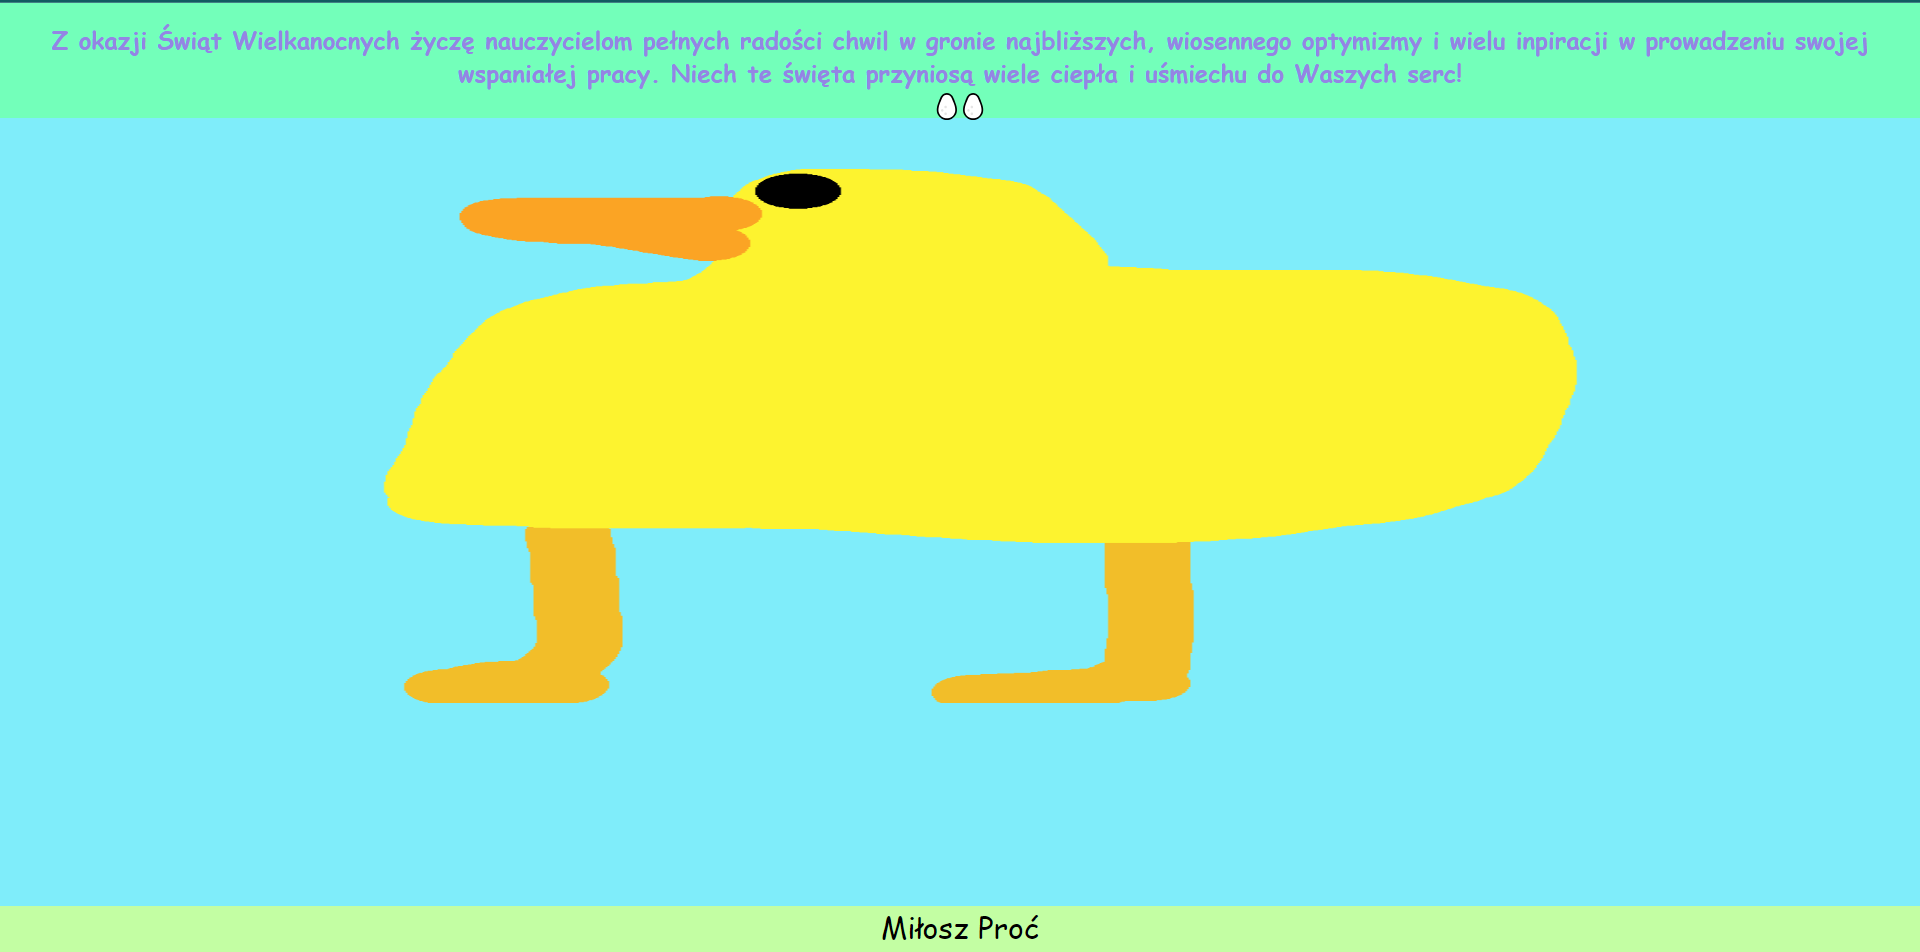 Z okazji Świąt Wielkanocnych życzę nauczycielom pełnych radości chwil w gronie najbliższych, wiosennego optymizmy i wielu inpiracji w prowadzeniu swojej
wspaniałej pracy. Niech te święta przyniosą wiele ciepła i uśmiechu do Waszych serc!
Miłosz Proć